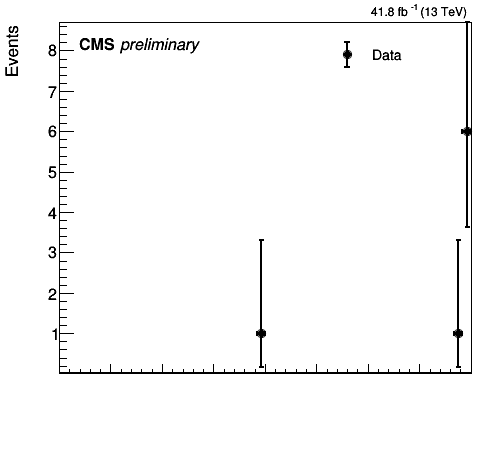 41.8 fb⁻¹ (13 TeV)
CMS preliminary
Data
Events
8
7
6
5
4
3
2
1